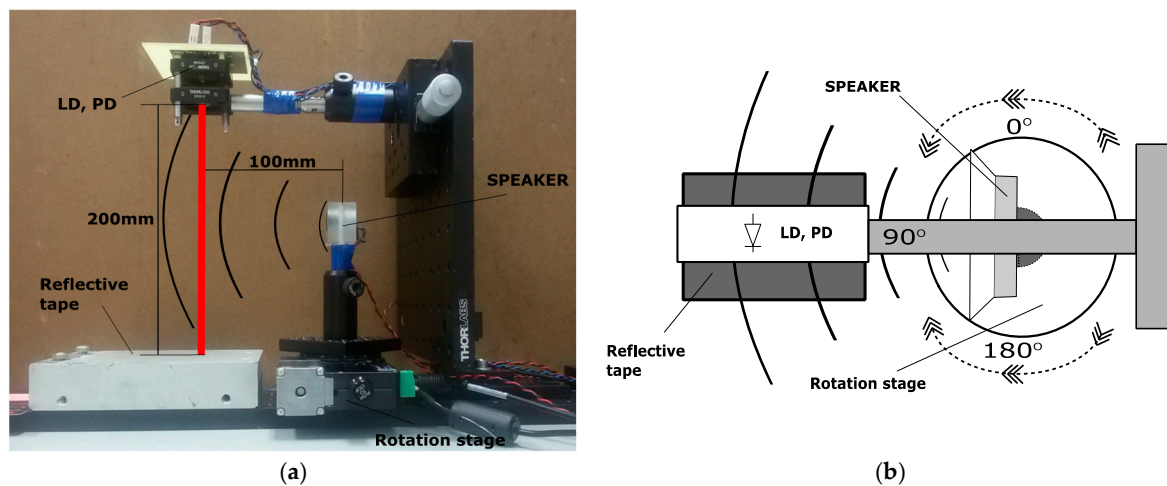 LD, PD
100mm
SPEAKER
200mm
Reflective
tape
THORLABS
THORLABS
Rotation stage
(a)
SPEAKER
0°
LD, PD
90°
Reflective
tape
180°
Rotation stage
(b)